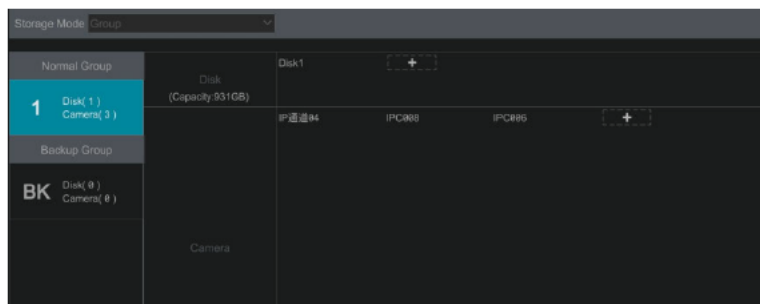 Storage Mode Group
Normal Group
1
Disk( 1 )
Camera( 3 )
Backup Group
BK
Disk( 0 )
Camera( 0 )
Disk
(Capacity:931GB)
Disk1
+
IP通道04
IPC008
IPC006
+
Camera